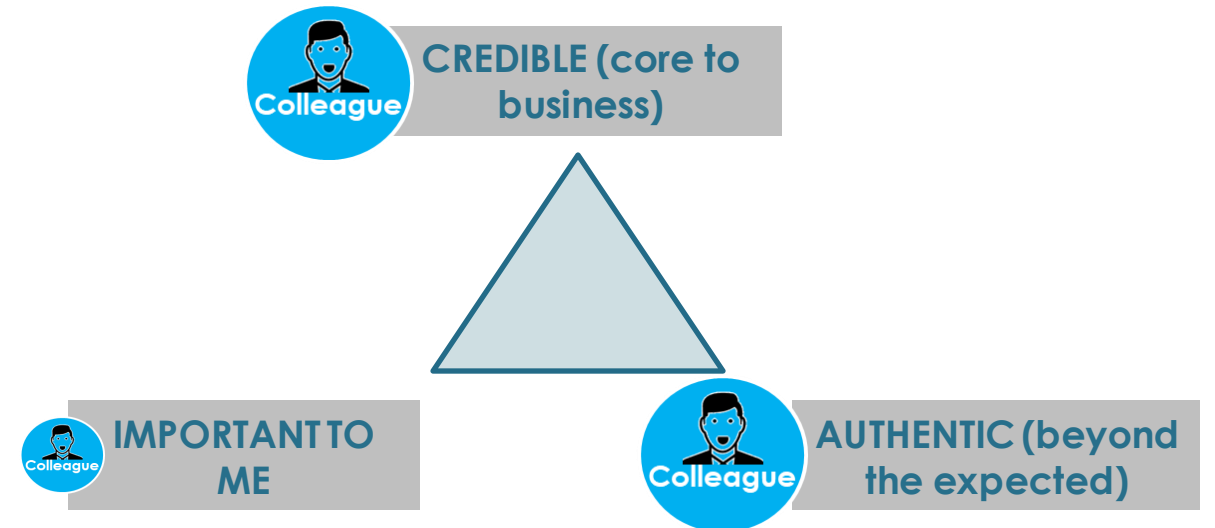 Colleague
CREDIBLE (core to
business)
Colleague
IMPORTANT TO
ME
Colleague
AUTHENTIC (beyond
the expected)